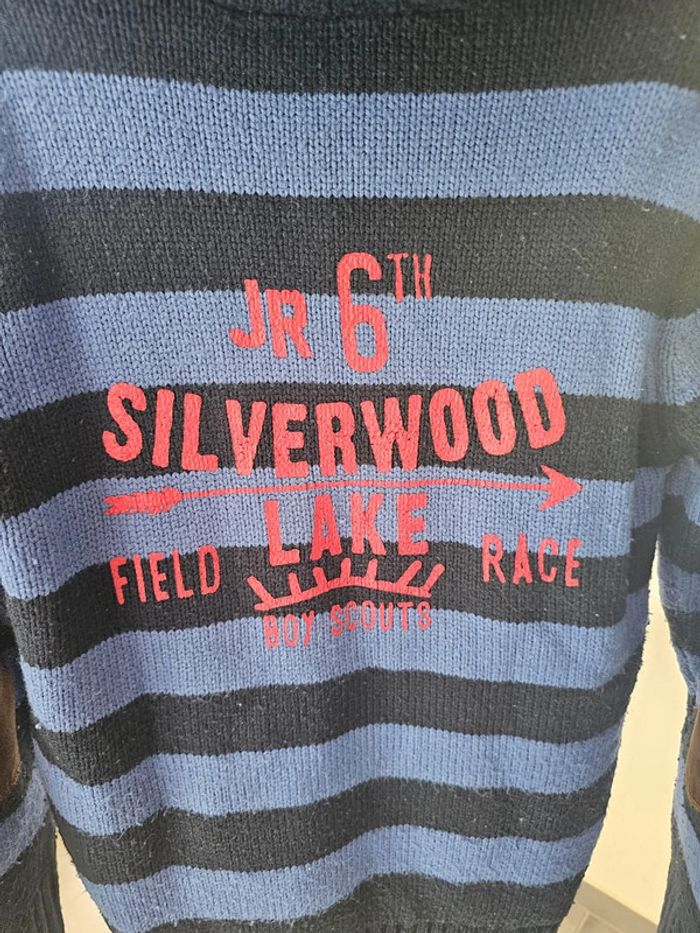 JR 6TH
SILVERWOOD
LAKE
FIELD RACE
BOY SCOUTS